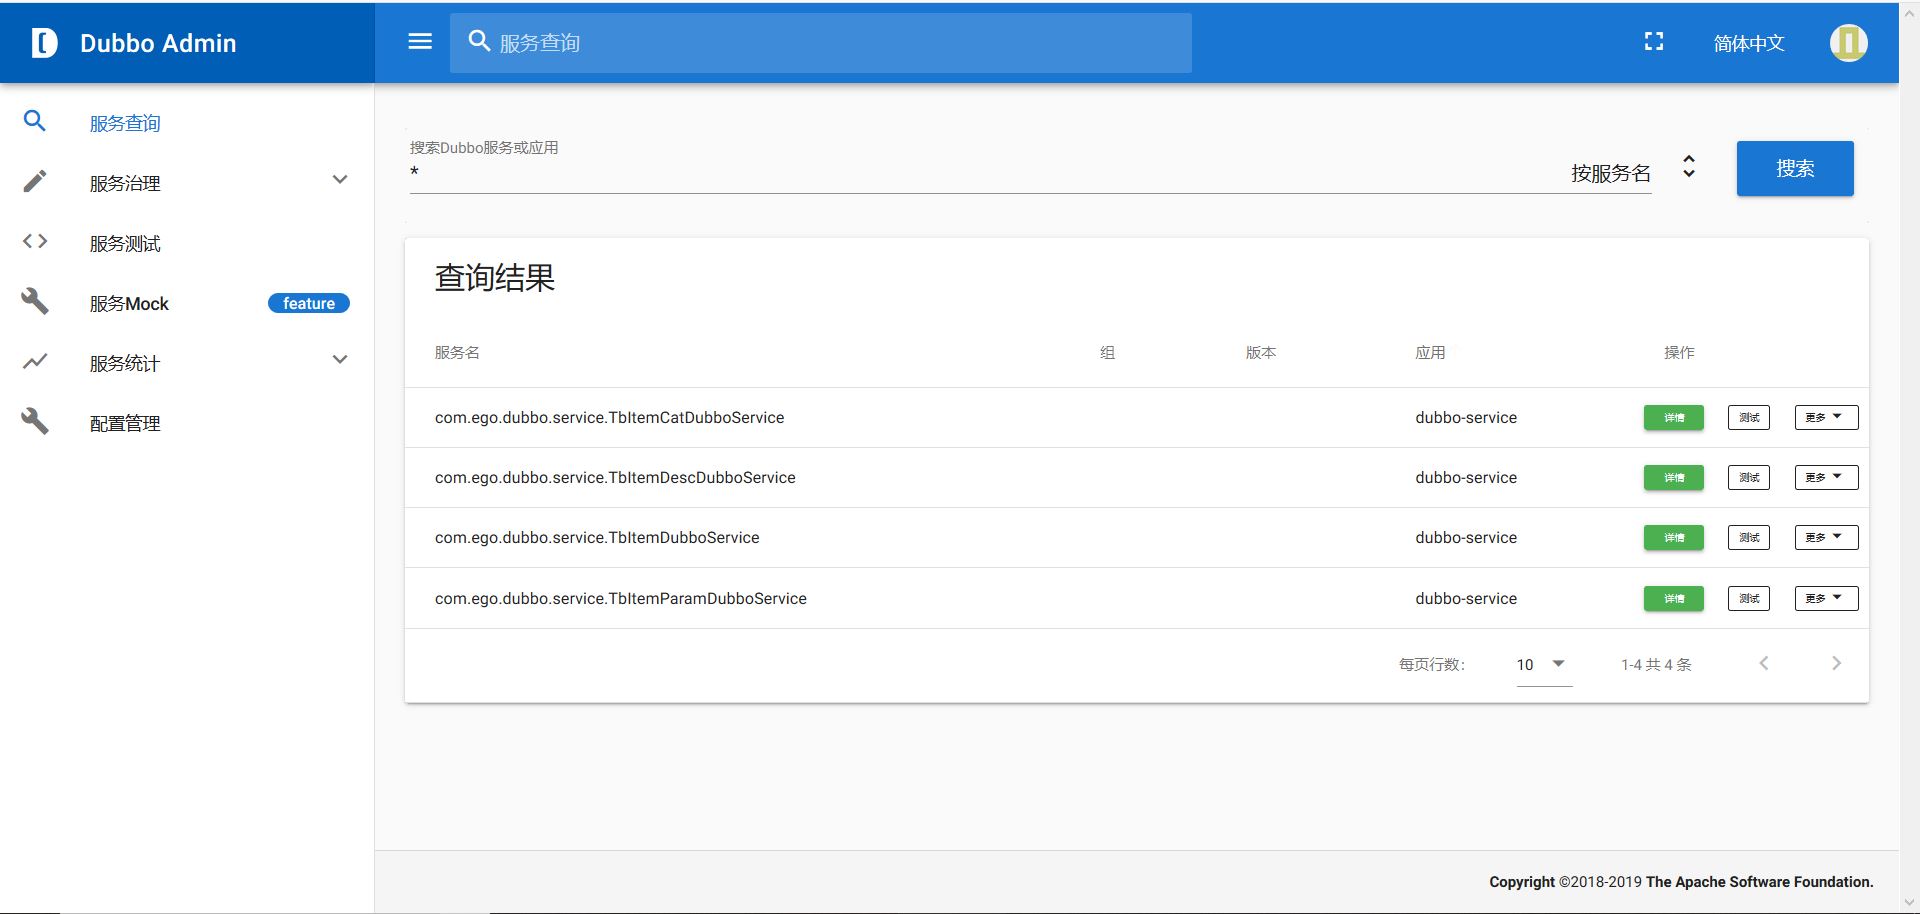 Dubbo Admin
服务查询
简体中文
服务查询
服务治理
服务测试
服务Mock
feature
服务统计
配置管理
搜索Dubbo服务或应用
*
按服务名
搜索
查询结果
服务名 组 版本 应用 操作
com.ego.dubbo.service.TbItemCatDubboService dubbo-service 详情 测试 更多
com.ego.dubbo.service.TbItemDescDubboService dubbo-service 详情 测试 更多
com.ego.dubbo.service.TbItemDubboService dubbo-service 详情 测试 更多
com.ego.dubbo.service.TbItemParamDubboService dubbo-service 详情 测试 更多
每页行数: 10 1-4 共 4 条
Copyright ©2018-2019 The Apache Software Foundation.